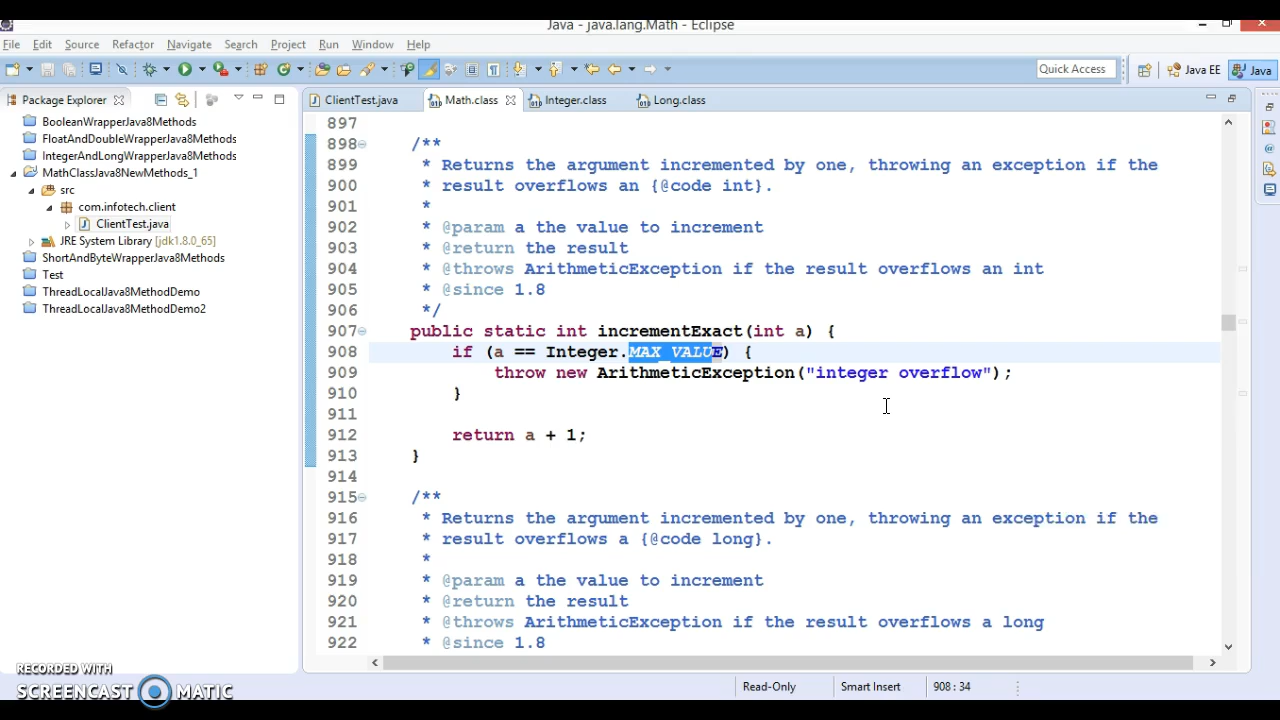 Java - java.lang.Math - Eclipse
File Edit Source Refactor Navigate Search Project Run Window Help
Quick Access
Java EE
Java
Package Explorer
BooleanWrapperJava8Methods
FloatAndDoubleWrapperJava8Methods
IntegerAndLongWrapperJava8Methods
MathClassJava8NewMethods_1
src
com.infotech.client
ClientTest.java
JRE System Library [jdk1.8.0_65]
ShortAndByteWrapperJava8Methods
Test
ThreadLocalJava8MethodDemo
ThreadLocalJava8MethodDemo2
ClientTest.java Math.class Integer.class Long.class
897
898 /**
899 * Returns the argument incremented by one, throwing an exception if the
900 * result overflows an {@code int}.
901 *
902 * @param a the value to increment
903 * @return the result
904 * @throws ArithmeticException if the result overflows an int
905 * @since 1.8
906 */
907 public static int incrementExact(int a) {
908 if (a == Integer.MAX_VALUE) {
909 throw new ArithmeticException("integer overflow");
910 }
911
912 return a + 1;
913 }
914
915 /**
916 * Returns the argument incremented by one, throwing an exception if the
917 * result overflows a {@code long}.
918 *
919 * @param a the value to increment
920 * @return the result
921 * @throws ArithmeticException if the result overflows a long
922 * @since 1.8
Read-Only Smart Insert 908 : 34
RECORDED WITH
SCREENCAST MATIC